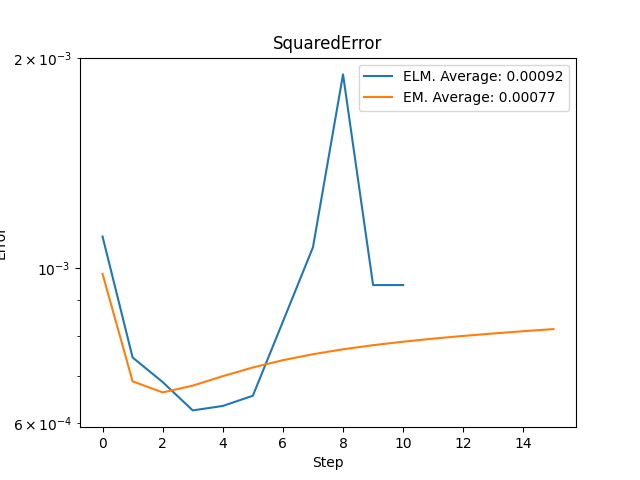 SquaredError
ELM. Average: 0.00092
EM. Average: 0.00077
2 × 10⁻³
10⁻³
6 × 10⁻⁴
Error
0 2 4 6 8 10 12 14
Step